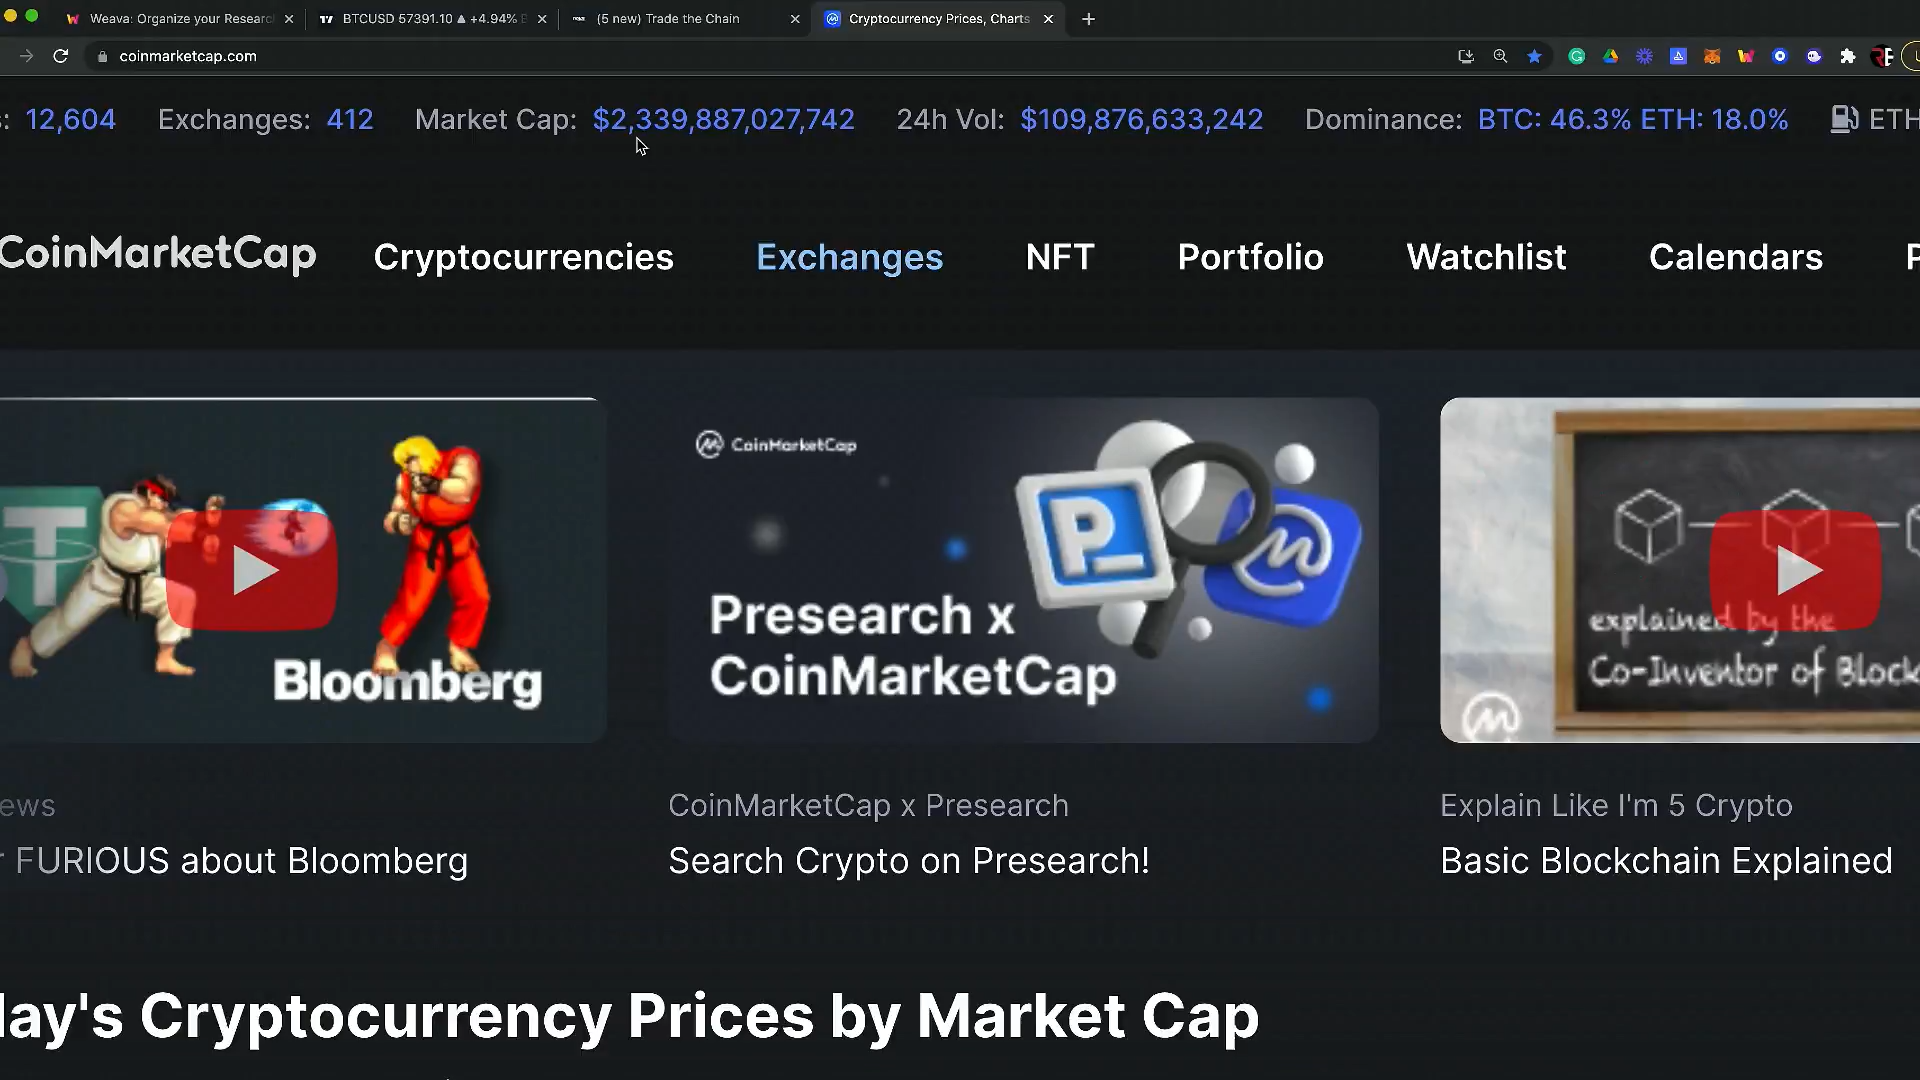 Weava: Organize your Researc
BTCUSD 57391.10 ▲ +4.94%
(5 new) Trade the Chain
Cryptocurrency Prices, Charts
coinmarketcap.com
s: 12,604 Exchanges: 412 Market Cap: $2,339,887,027,742 24h Vol: $109,876,633,242 Dominance: BTC: 46.3% ETH: 18.0% ETH
CoinMarketCap Cryptocurrencies Exchanges NFT Portfolio Watchlist Calendars P
Bloomberg
CoinMarketCap
Presearch x
CoinMarketCap
explained by the
Co-Inventor of Block
ews
r FURIOUS about Bloomberg
CoinMarketCap x Presearch
Search Crypto on Presearch!
Explain Like I'm 5 Crypto
Basic Blockchain Explained
day's Cryptocurrency Prices by Market Cap